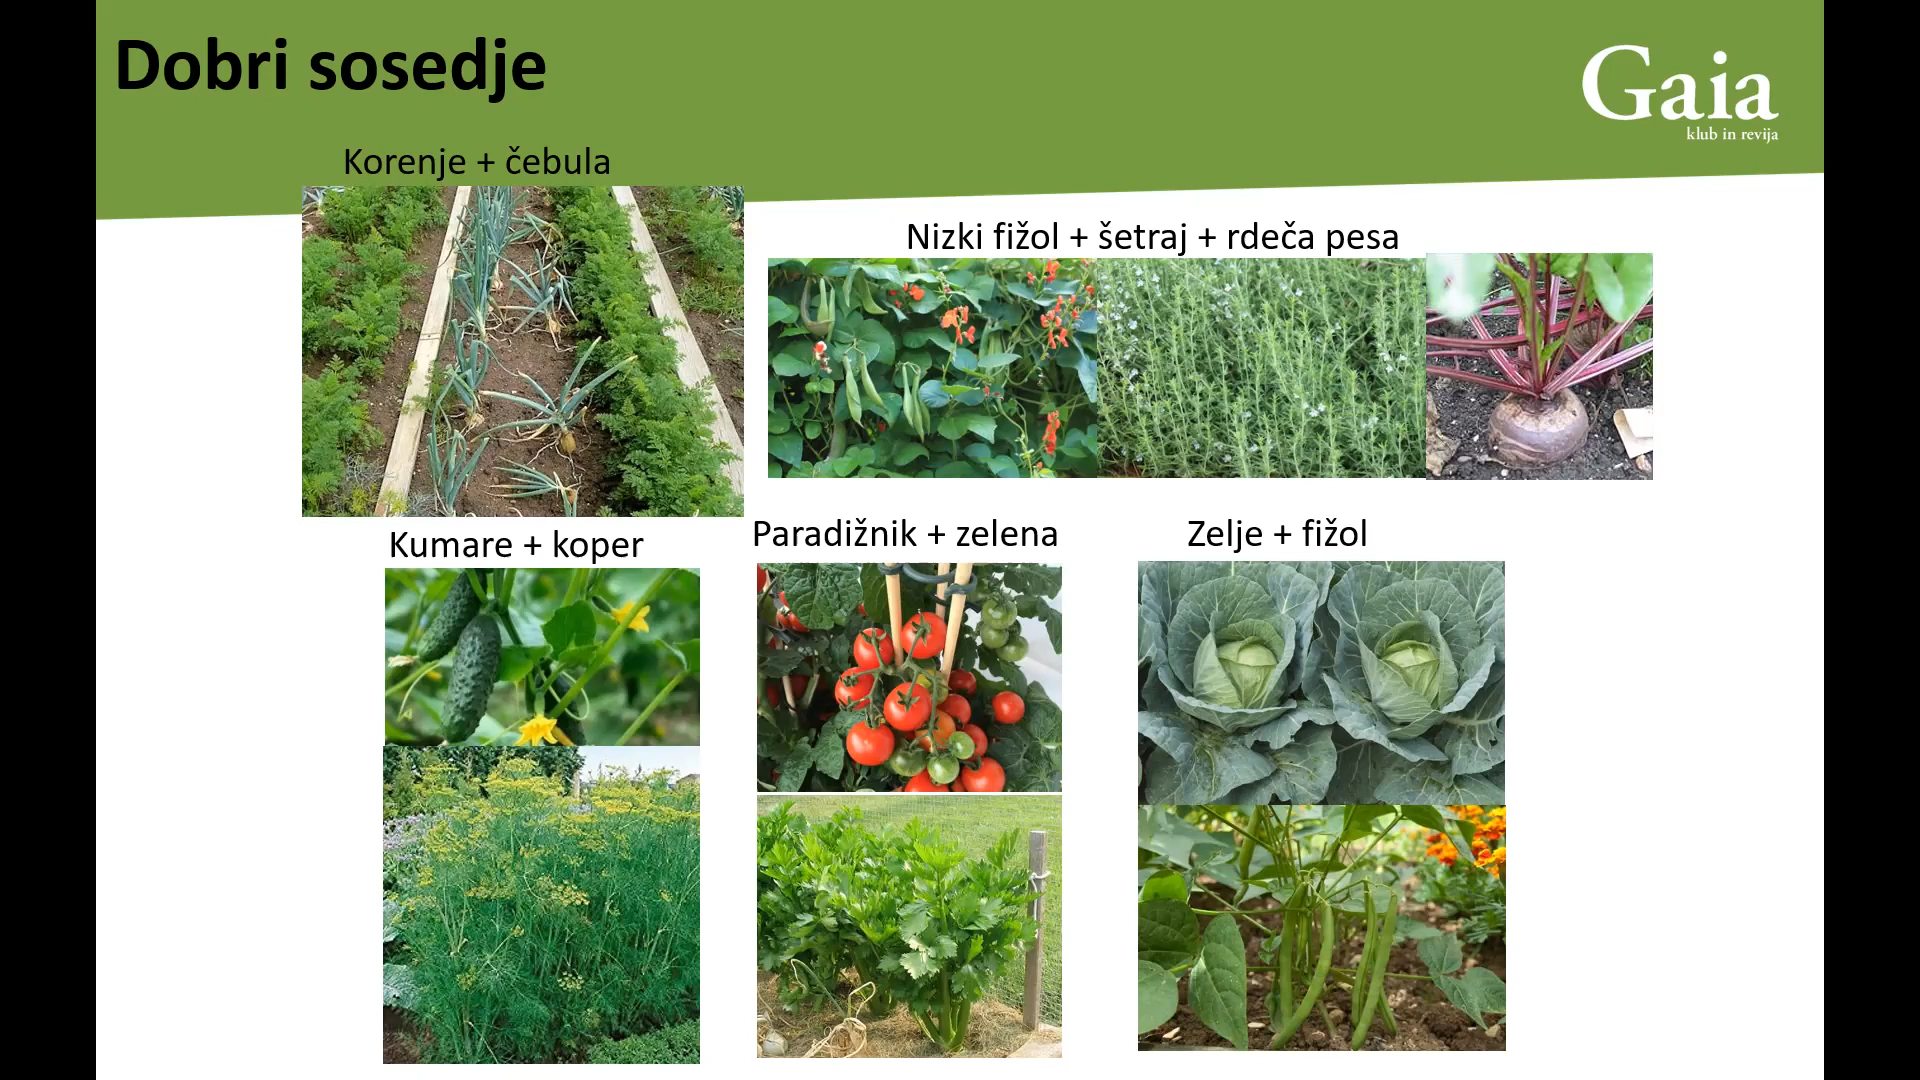 Dobri sosedje
Gaia
klub in revija
Korenje + čebula
Nizki fižol + šetraj + rdeča pesa
Kumare + koper
Paradižnik + zelena
Zelje + fižol